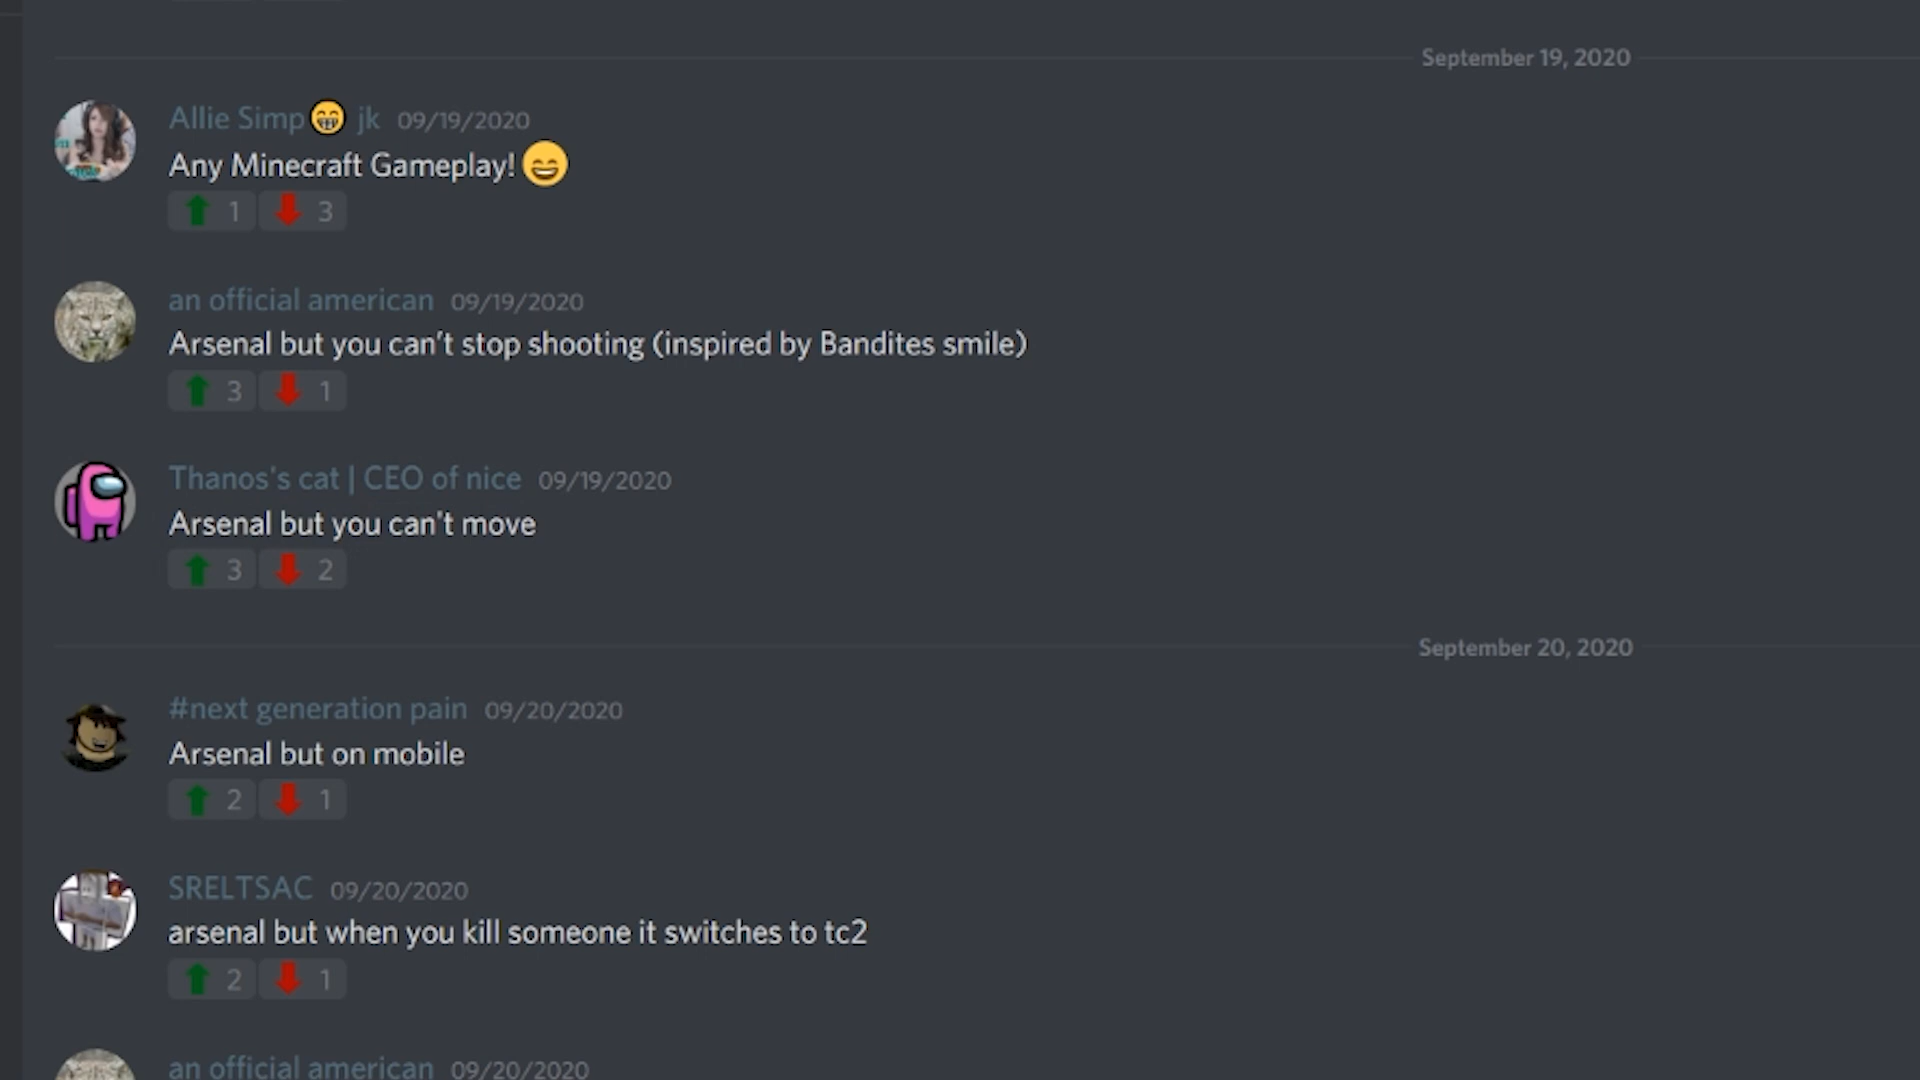 September 19, 2020
Allie Simp😁 jk 09/19/2020
Any Minecraft Gameplay! 😄
1 3
an official american 09/19/2020
Arsenal but you can’t stop shooting (inspired by Bandites smile)
3 1
Thanos's cat | CEO of nice 09/19/2020
Arsenal but you can't move
3 2
September 20, 2020
#next generation pain 09/20/2020
Arsenal but on mobile
2 1
SRELTSAC 09/20/2020
arsenal but when you kill someone it switches to tc2
2 1
an official american 09/20/2020